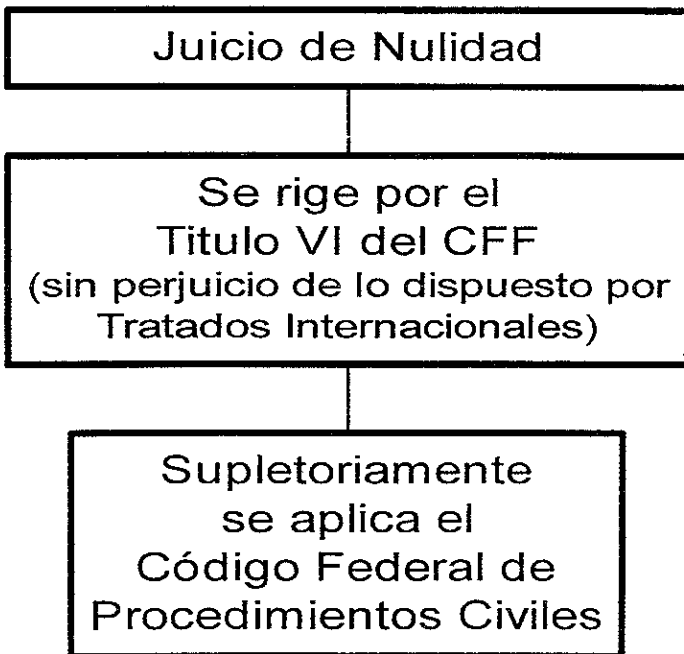 Juicio de Nulidad
Se rige por el
Titulo VI del CFF
(sin perjuicio de lo dispuesto por
Tratados Internacionales)
Supletoriamente
se aplica el
Código Federal de
Procedimientos Civiles